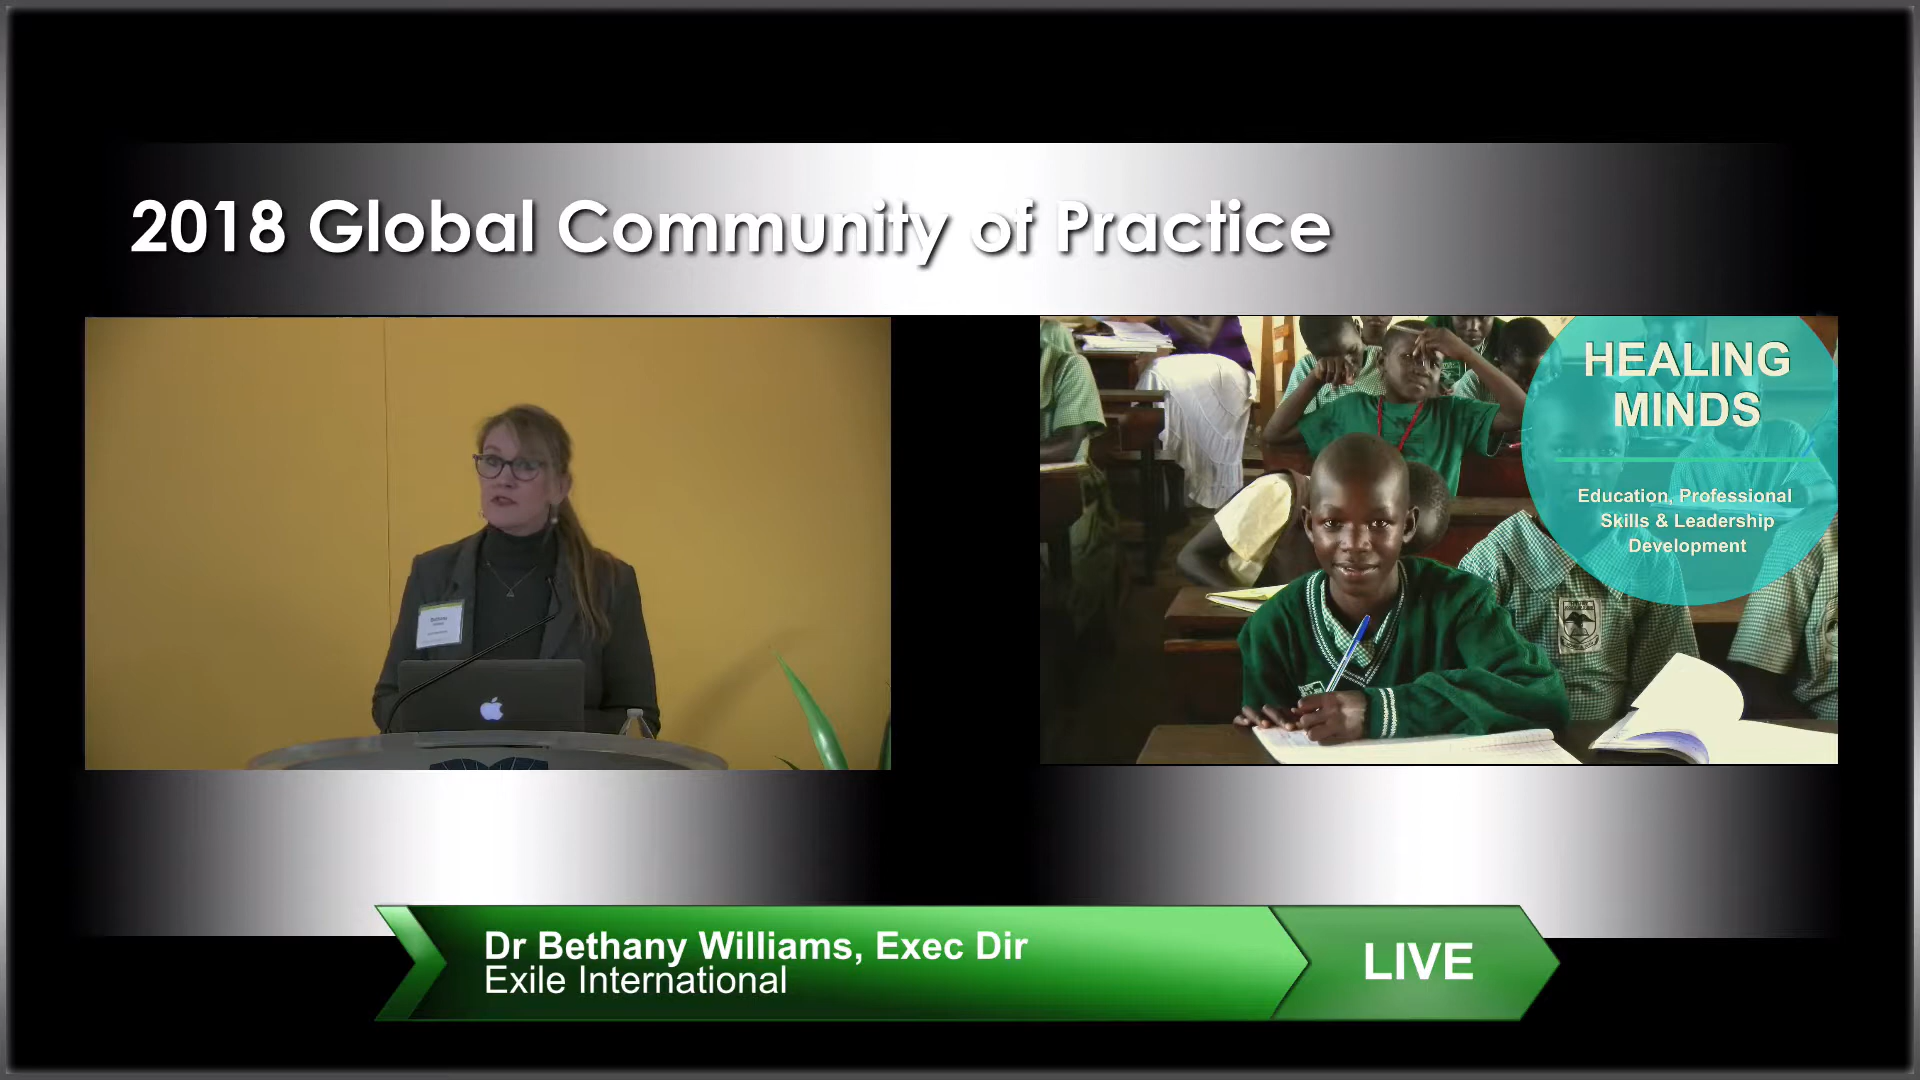 2018 Global Community of Practice
HEALING
MINDS
Education, Professional
Skills & Leadership
Development
Dr Bethany Williams, Exec Dir
Exile International
LIVE